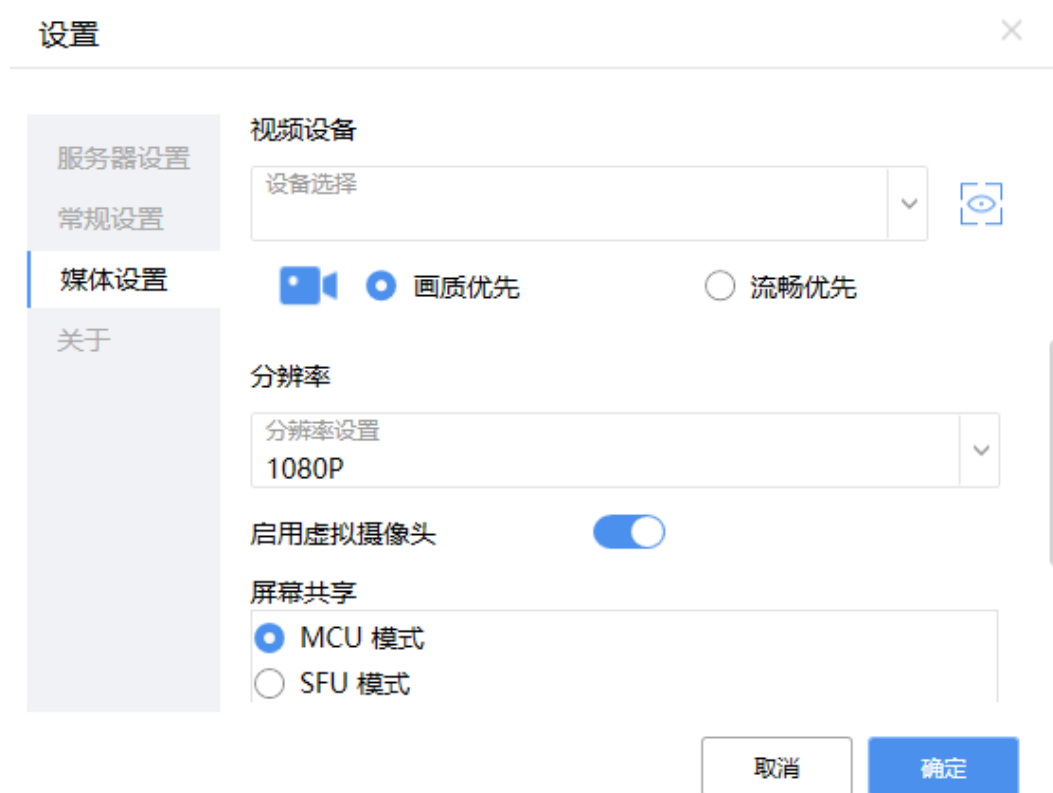 设置
服务器设置
常规设置
媒体设置
关于
视频设备
设备选择
画质优先 流畅优先
分辨率
分辨率设置
1080P
启用虚拟摄像头
屏幕共享
MCU 模式
SFU 模式
取消 确定